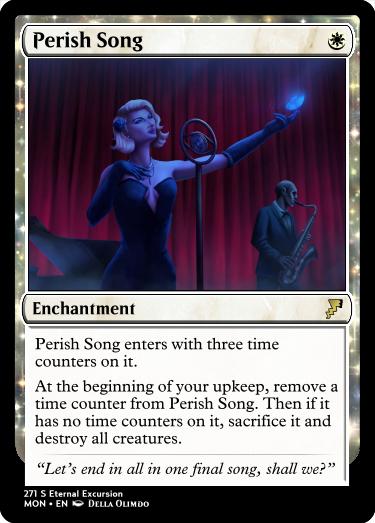 Perish Song
Enchantment
Perish Song enters with three time
counters on it.
At the beginning of your upkeep, remove a
time counter from Perish Song. Then if it
has no time counters on it, sacrifice it and
destroy all creatures.
“Let’s end in all in one final song, shall we?”
271 S Eternal Excursion
MON • EN Della Olimdo